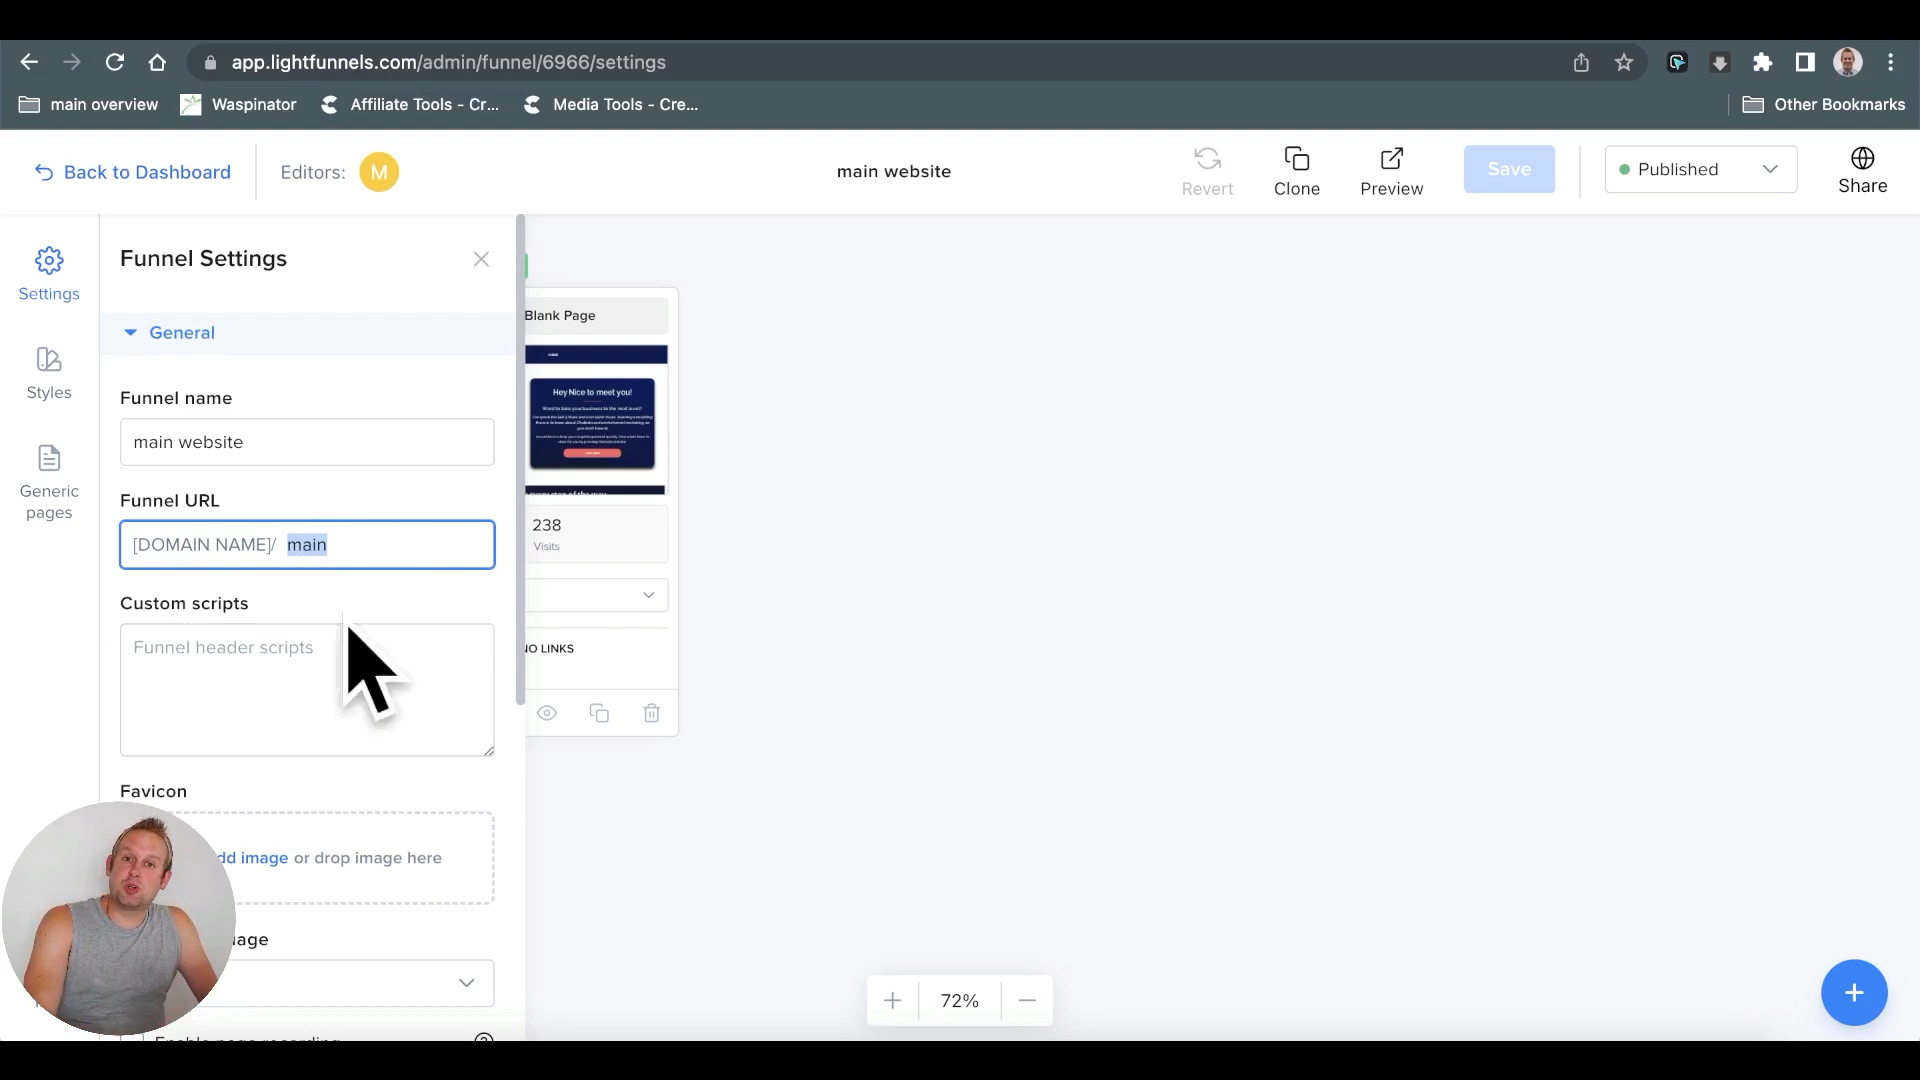 app.lightfunnels.com/admin/funnel/6966/settings
main overview
Waspinator
Affiliate Tools - Cr...
Media Tools - Cre...
Other Bookmarks
Back to Dashboard
Editors:
M
main website
Revert
Clone
Preview
Save
Published
Share
Settings
Styles
Generic
pages
Funnel Settings
General
Funnel name
main website
Funnel URL
[DOMAIN NAME]/ main
Custom scripts
Funnel header scripts
Favicon
dd image or drop image here
Blank Page
Hey Nice to meet you!
238
Visits
NO LINKS
72%